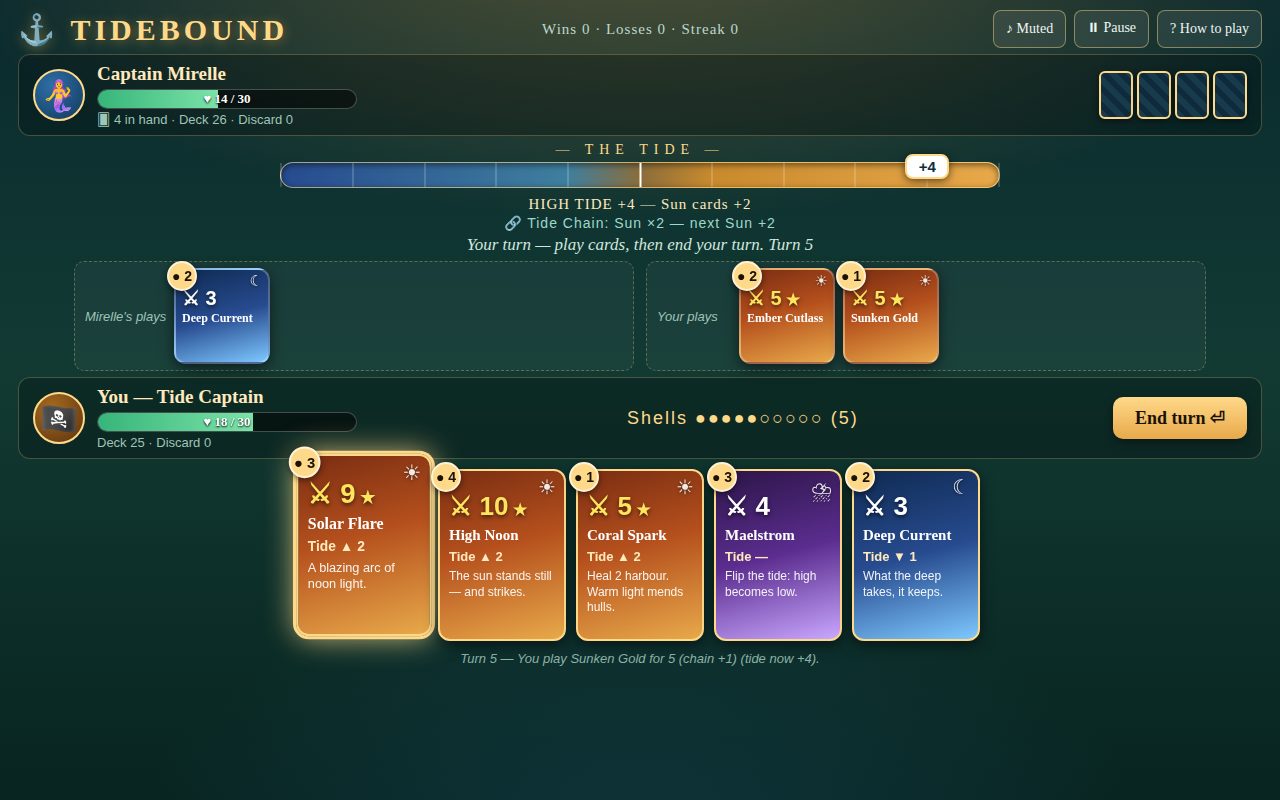 ⚓ TIDEBOUND
Wins 0 · Losses 0 · Streak 0
♪ Muted
⏸ Pause
? How to play
Captain Mirelle
♥ 14 / 30
🂠 4 in hand · Deck 26 · Discard 0
— THE TIDE —
+4
HIGH TIDE +4 — Sun cards +2
🔗 Tide Chain: Sun ×2 — next Sun +2
Your turn — play cards, then end your turn. Turn 5
Mirelle's plays
● 2
☾
⚔ 3
Deep Current
Your plays
● 2
☀
⚔ 5 ★
Ember Cutlass
● 1
☀
⚔ 5 ★
Sunken Gold
You — Tide Captain
♥ 18 / 30
Deck 25 · Discard 0
Shells ●●●●●○○○○○ (5)
End turn ⏎
● 3
☀
⚔ 9 ★
Solar Flare
Tide ▲ 2
A blazing arc of
noon light.
● 4
☀
⚔ 10 ★
High Noon
Tide ▲ 2
The sun stands still
— and strikes.
● 1
☀
⚔ 5 ★
Coral Spark
Tide ▲ 2
Heal 2 harbour.
Warm light mends
hulls.
● 3
⛈
⚔ 4
Maelstrom
Tide —
Flip the tide: high
becomes low.
● 2
☾
⚔ 3
Deep Current
Tide ▼ 1
What the deep
takes, it keeps.
Turn 5 — You play Sunken Gold for 5 (chain +1) (tide now +4).